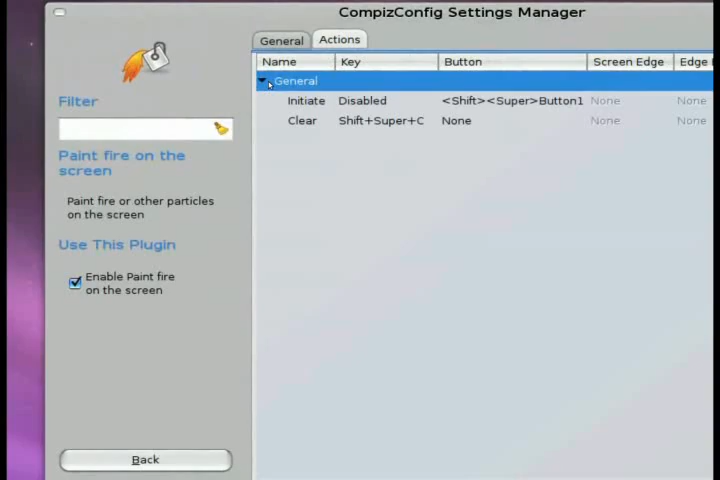 CompizConfig Settings Manager
General Actions
Name Key Button Screen Edge Edge
General
Initiate Disabled <Shift><Super>Button1 None None
Clear Shift+Super+C None None None
Filter
Paint fire on the
screen
Paint fire or other particles
on the screen
Use This Plugin
Enable Paint fire
on the screen
Back